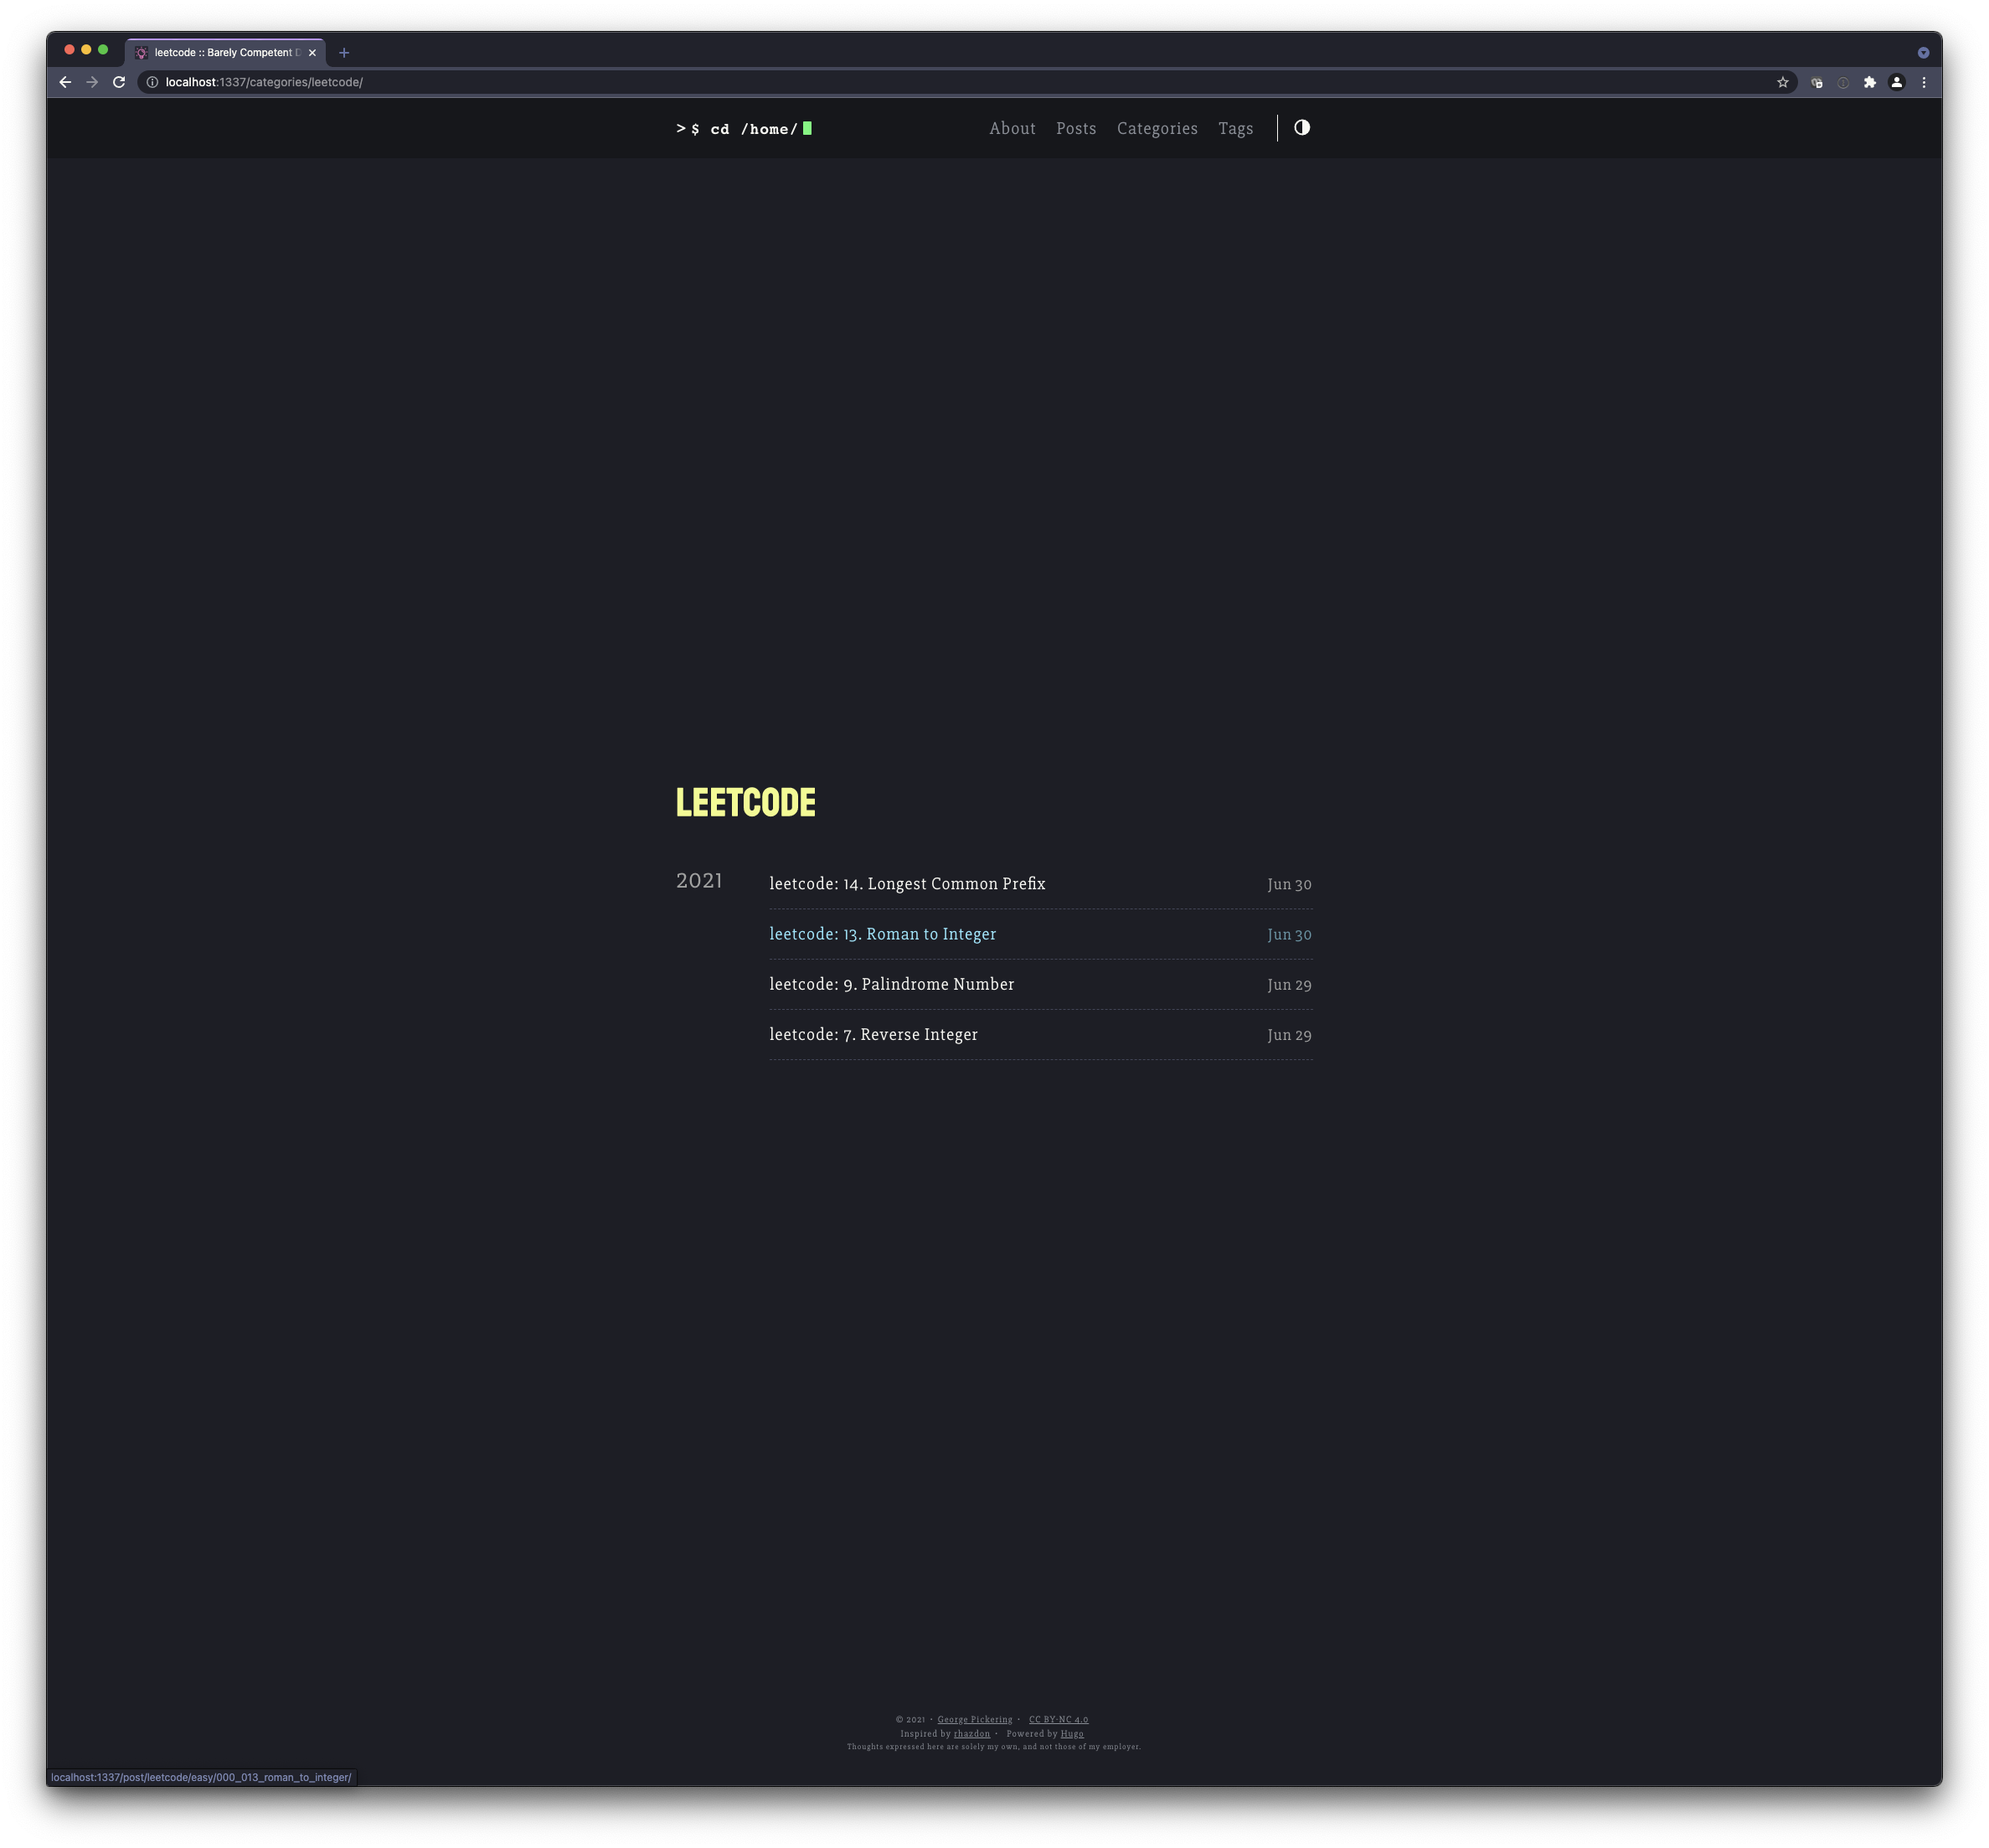 leetcode :: Barely Competent D
localhost:1337/categories/leetcode/
>$ cd /home/
About Posts Categories Tags
LEETCODE
2021
leetcode: 14. Longest Common Prefix Jun 30
leetcode: 13. Roman to Integer Jun 30
leetcode: 9. Palindrome Number Jun 29
leetcode: 7. Reverse Integer Jun 29
© 2021 · George Pickering · CC BY-NC 4.0
Inspired by rhazdon · Powered by Hugo
Thoughts expressed here are solely my own, and not those of my employer.
localhost:1337/post/leetcode/easy/000_013_roman_to_integer/